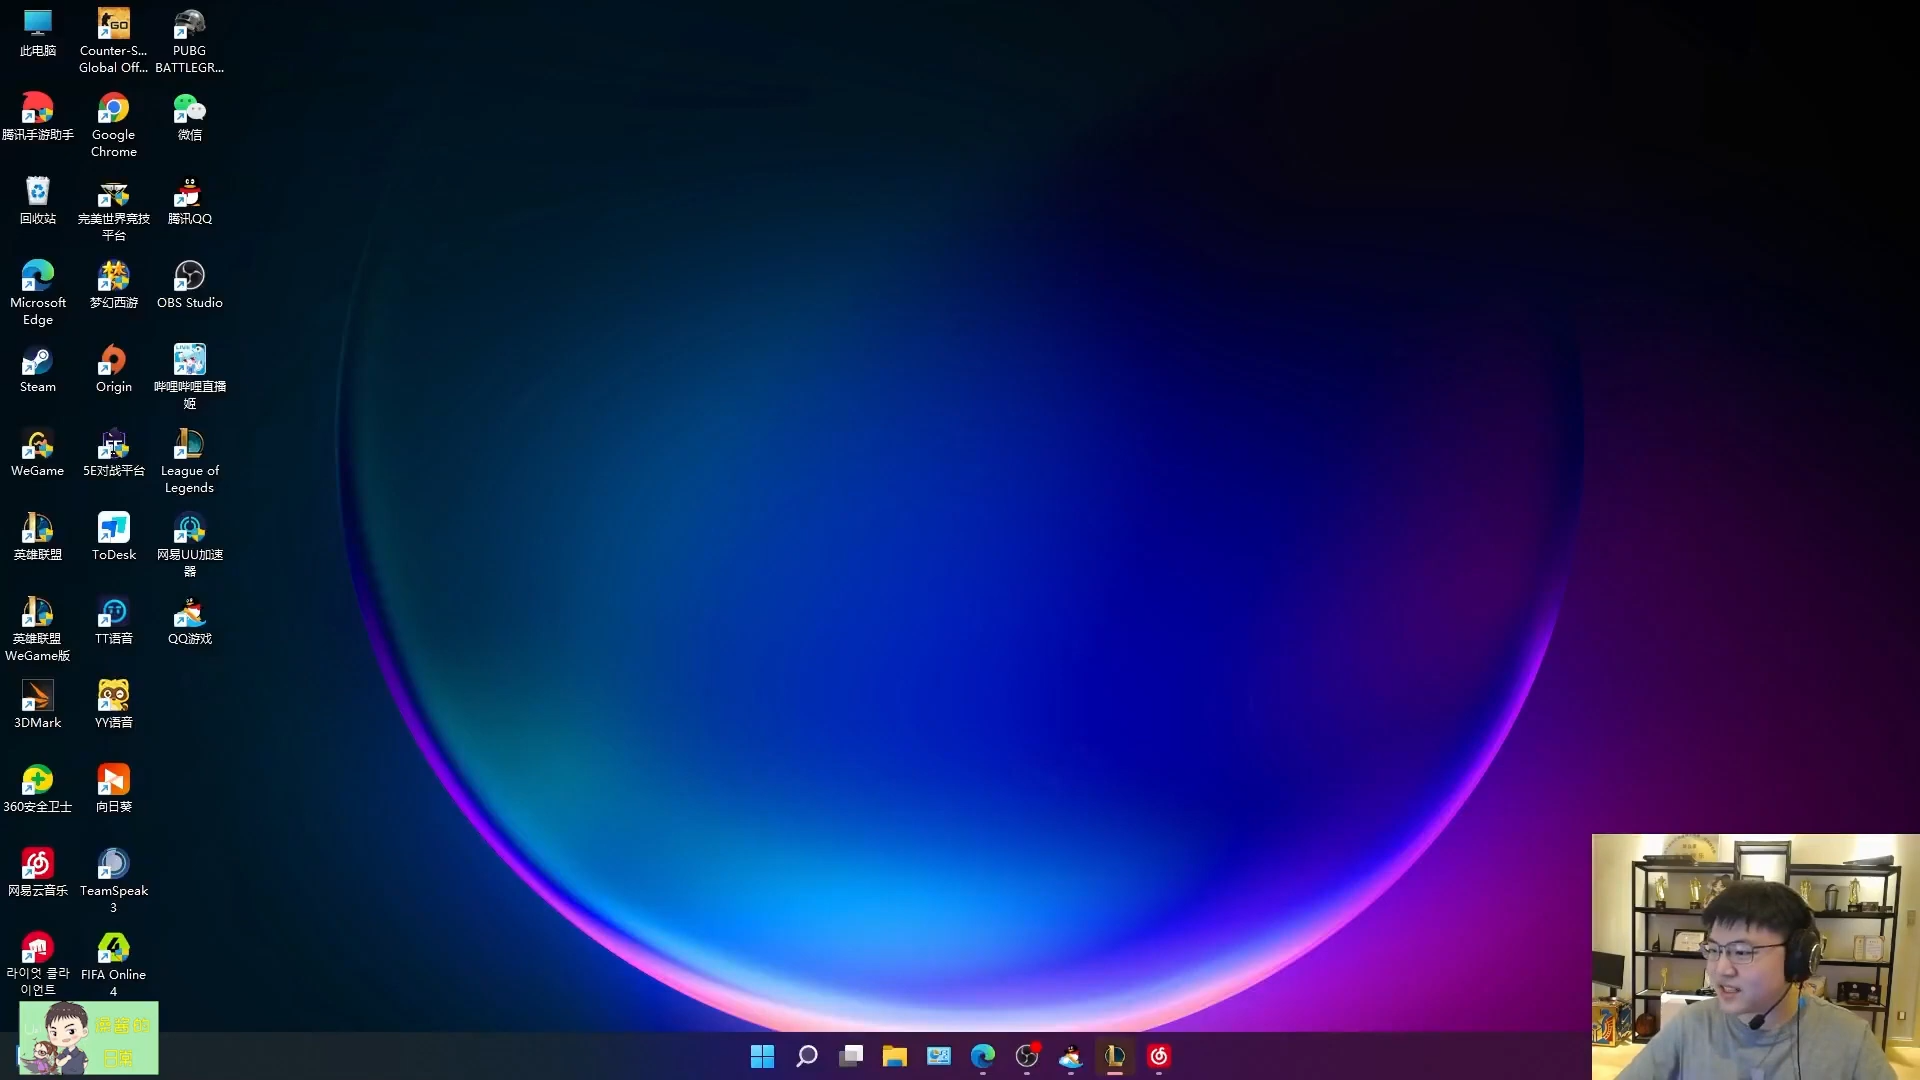 此电脑
Counter-S...
Global Off...
PUBG
BATTLEGR...
腾讯手游助手
Google
Chrome
微信
回收站
完美世界竞技
平台
腾讯QQ
Microsoft
Edge
梦幻西游
OBS Studio
Steam
Origin
哔哩哔哩直播
姬
WeGame
5E对战平台
League of
Legends
英雄联盟
ToDesk
网易UU加速
器
英雄联盟
WeGame版
TT语音
QQ游戏
3DMark
YY语音
360安全卫士
向日葵
网易云音乐
TeamSpeak
3
라이엇 클라
이언트
FIFA Online
4